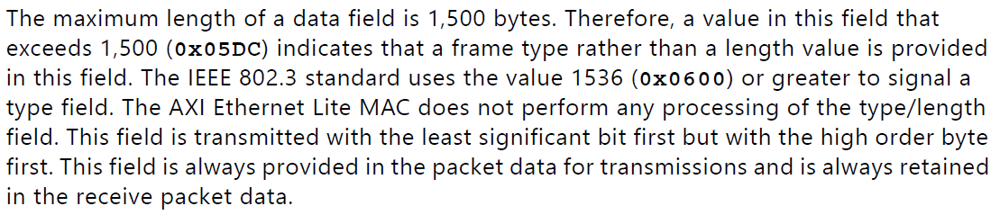 The maximum length of a data field is 1,500 bytes. Therefore, a value in this field that
exceeds 1,500 (0x05DC) indicates that a frame type rather than a length value is provided
in this field. The IEEE 802.3 standard uses the value 1536 (0x0600) or greater to signal a
type field. The AXI Ethernet Lite MAC does not perform any processing of the type/length
field. This field is transmitted with the least significant bit first but with the high order byte
first. This field is always provided in the packet data for transmissions and is always retained
in the receive packet data.